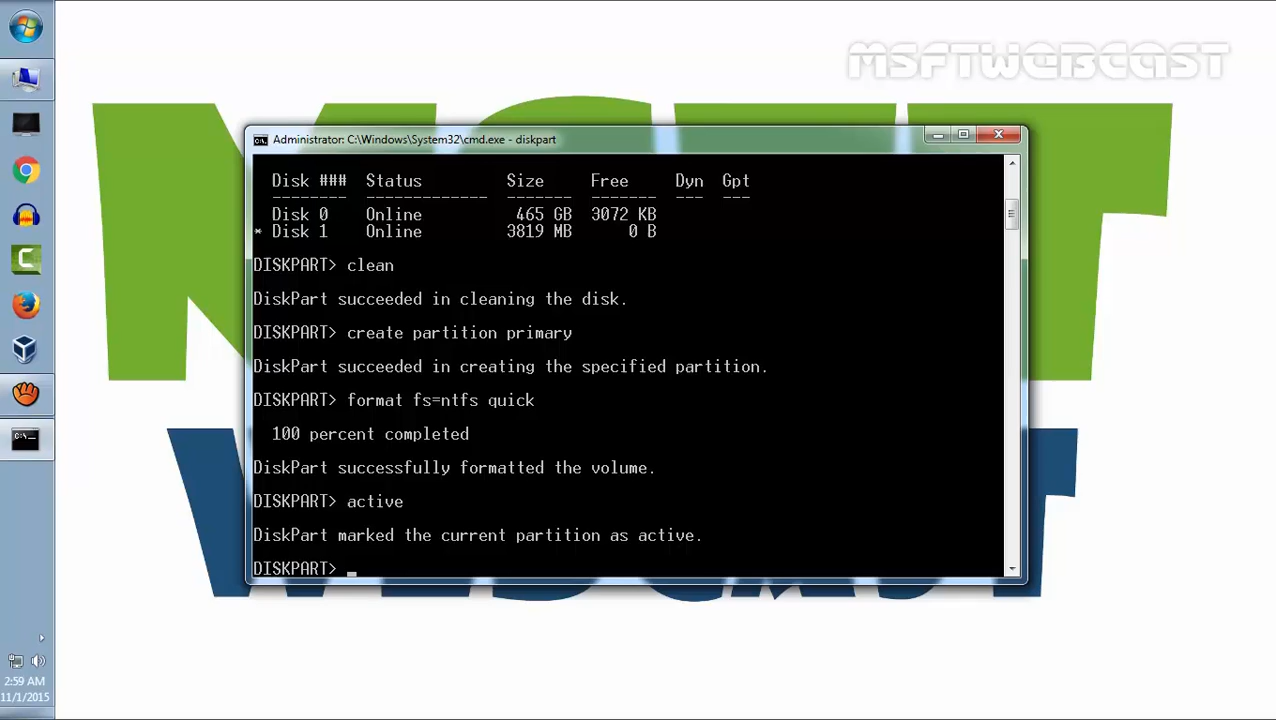 MSFTWEBCAST
Administrator: C:\Windows\System32\cmd.exe - diskpart
Disk ###  Status         Size     Free     Dyn  Gpt
--------  -------------  -------  -------  ---  ---
Disk 0    Online          465 GB  3072 KB
* Disk 1    Online         3819 MB      0 B
DISKPART> clean
DiskPart succeeded in cleaning the disk.
DISKPART> create partition primary
DiskPart succeeded in creating the specified partition.
DISKPART> format fs=ntfs quick
100 percent completed
DiskPart successfully formatted the volume.
DISKPART> active
DiskPart marked the current partition as active.
DISKPART> _
2:59 AM
11/1/2015